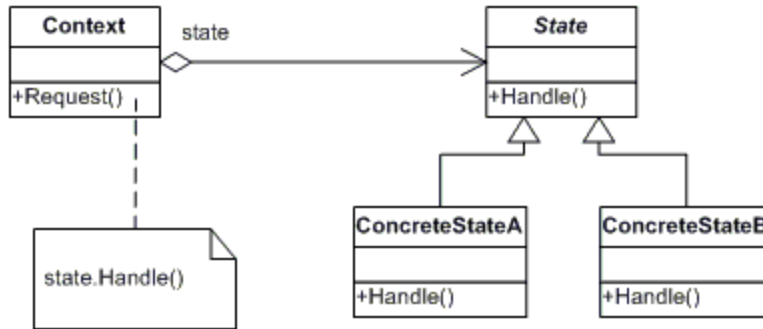 Context
state
State
+Request()
+Handle()
state.Handle()
ConcreteStateA
ConcreteStateB
+Handle()
+Handle()